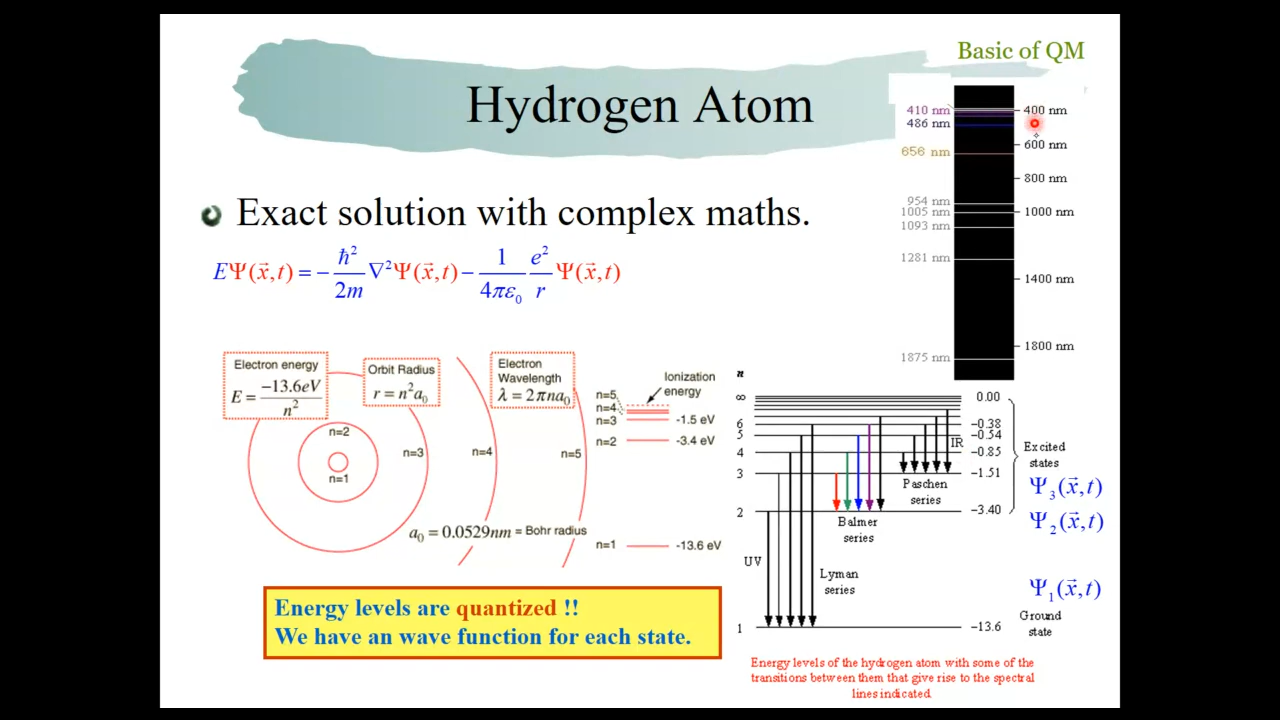 Basic of QM
Hydrogen Atom
410 nm
486 nm
656 nm
954 nm
1005 nm
1093 nm
1281 nm
1875 nm
400 nm
600 nm
800 nm
1000 nm
1400 nm
1800 nm
Exact solution with complex maths.
EΨ(x⃗,t) = −ℏ²/2m ∇²Ψ(x⃗,t) − 1/4πε₀ e²/r Ψ(x⃗,t)
Electron energy
E = −13.6eV/n²
Orbit Radius
r = n²a₀
Electron
Wavelength
λ = 2πna₀
n=1
n=2
n=3
n=4
n=5
a₀ = 0.0529nm = Bohr radius
Ionization
energy
n=5
n=4
n=3
-1.5 eV
n=2
-3.4 eV
n=1
-13.6 eV
n
∞
0.00
6
−0.38
5
−0.54
4
−0.85
3
−1.51
2
−3.40
1
−13.6
IR
Paschen
series
Balmer
series
UV
Lyman
series
Excited
states
Ψ₃(x⃗,t)
Ψ₂(x⃗,t)
Ψ₁(x⃗,t)
Ground
state
Energy levels are quantized !!
We have an wave function for each state.
Energy levels of the hydrogen atom with some of the
transitions between them that give rise to the spectral
lines indicated.